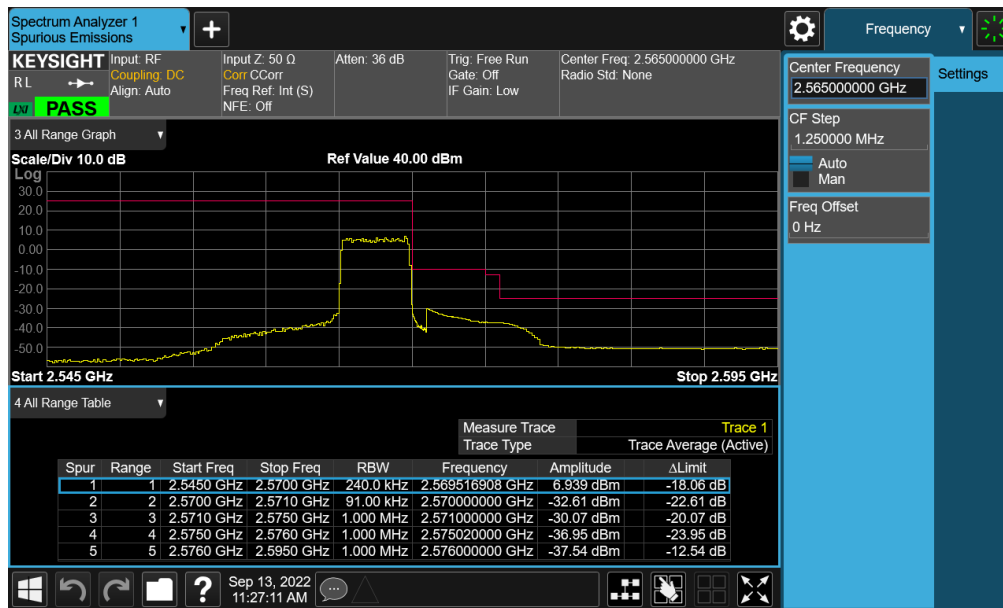 Spectrum Analyzer 1
Spurious Emissions
+
Frequency
KEYSIGHT
R L
LXI PASS
Input: RF
Coupling: DC
Align: Auto
Input Z: 50 Ω
Corr CCorr
Freq Ref: Int (S)
NFE: Off
Atten: 36 dB
Trig: Free Run
Gate: Off
IF Gain: Low
Center Freq: 2.565000000 GHz
Radio Std: None
Center Frequency
2.565000000 GHz
Settings
CF Step
1.250000 MHz
Auto
Man
Freq Offset
0 Hz
3 All Range Graph
Scale/Div 10.0 dB Ref Value 40.00 dBm
Log
30.0
20.0
10.0
0.00
-10.0
-20.0
-30.0
-40.0
-50.0
Start 2.545 GHz Stop 2.595 GHz
4 All Range Table
Measure Trace Trace 1
Trace Type Trace Average (Active)
Spur Range Start Freq Stop Freq RBW Frequency Amplitude ΔLimit
1 1 2.5450 GHz 2.5700 GHz 240.0 kHz 2.569516908 GHz 6.939 dBm -18.06 dB
2 2 2.5700 GHz 2.5710 GHz 91.00 kHz 2.570000000 GHz -32.61 dBm -22.61 dB
3 3 2.5710 GHz 2.5750 GHz 1.000 MHz 2.571000000 GHz -30.07 dBm -20.07 dB
4 4 2.5750 GHz 2.5760 GHz 1.000 MHz 2.575020000 GHz -36.95 dBm -23.95 dB
5 5 2.5760 GHz 2.5950 GHz 1.000 MHz 2.576000000 GHz -37.54 dBm -12.54 dB
?
Sep 13, 2022
11:27:11 AM